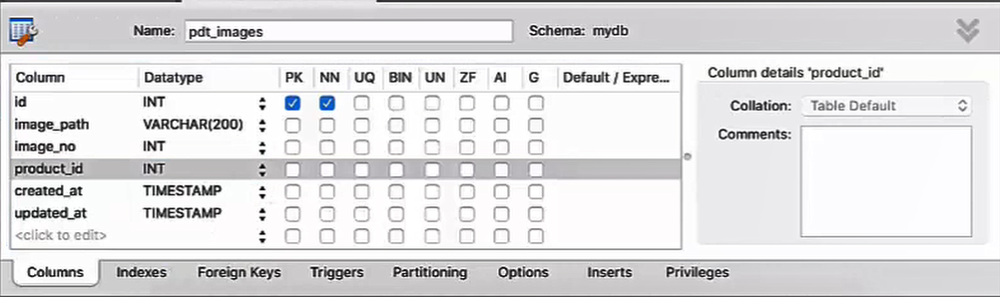 Name: pdt_images Schema: mydb
Column Datatype PK NN UQ BIN UN ZF AI G Default / Expre...
id INT
image_path VARCHAR(200)
image_no INT
product_id INT
created_at TIMESTAMP
updated_at TIMESTAMP
<click to edit>
Column details 'product_id'
Collation: Table Default
Comments:
Columns Indexes Foreign Keys Triggers Partitioning Options Inserts Privileges